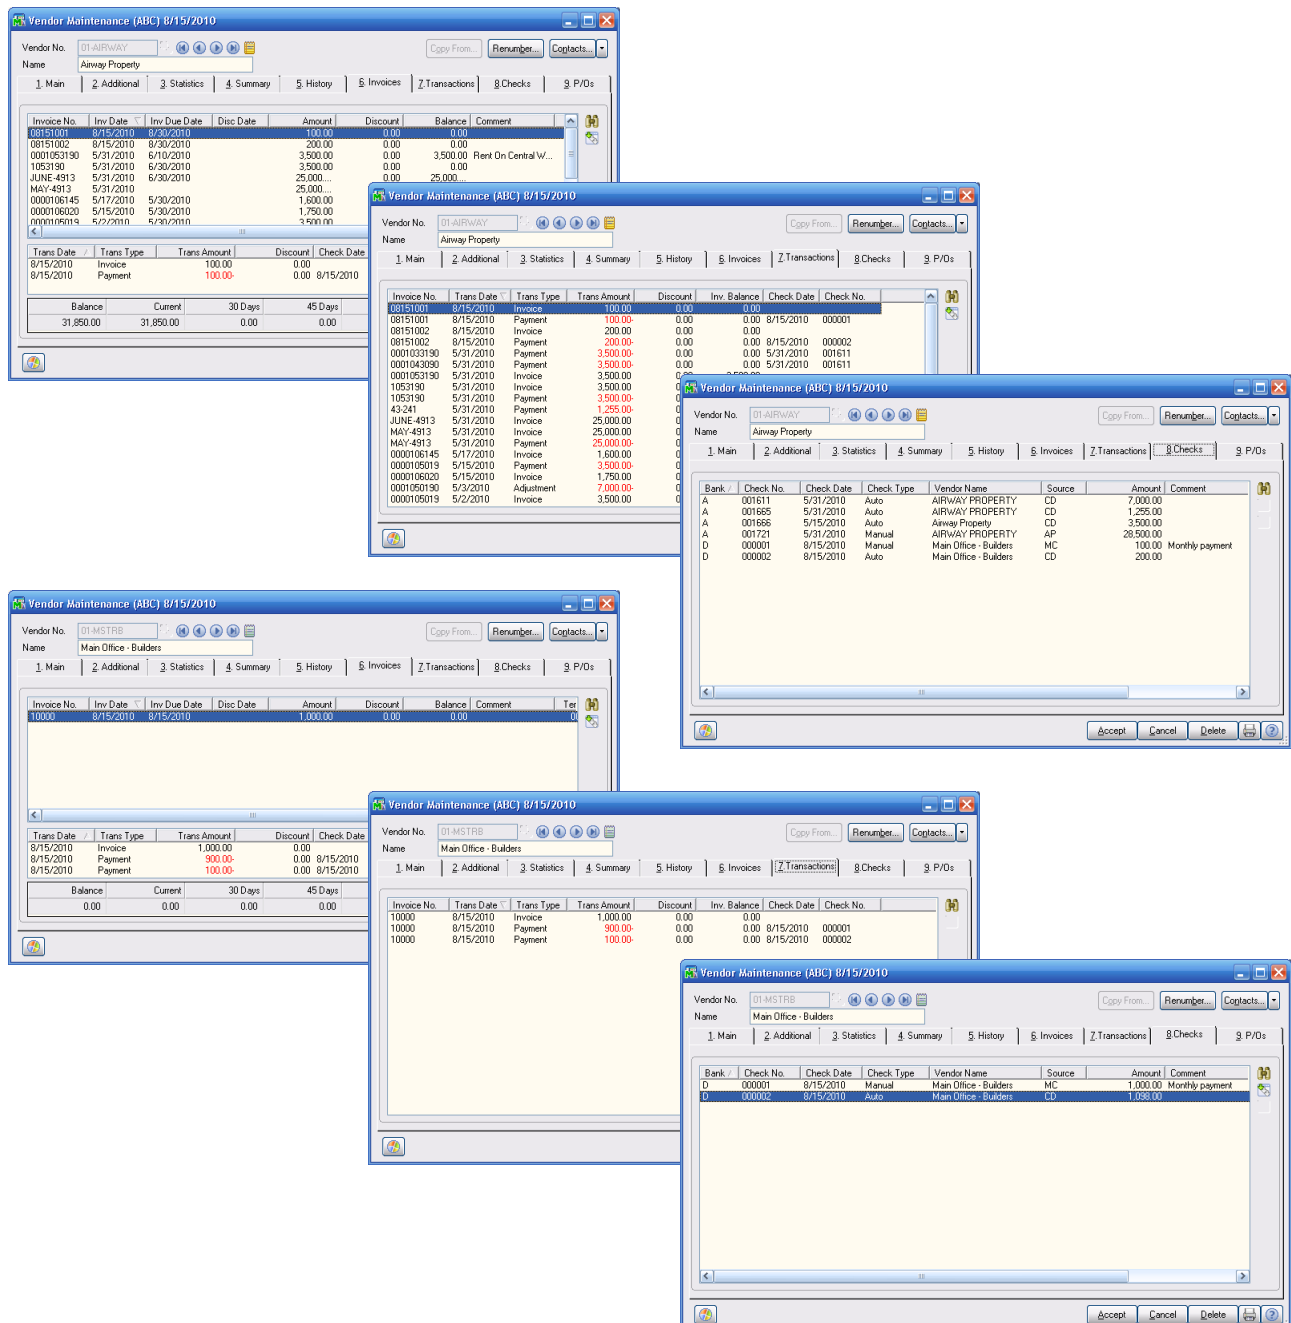 Vendor Maintenance (ABC) 8/15/2010
Vendor No. 01-AIRWAY Copy From... Renumber... Contacts...
Name Airway Property
1. Main 2. Additional 3. Statistics 4. Summary 5. History 6. Invoices 7.Transactions 8.Checks 9. P/Os
Invoice No. Inv Date Inv Due Date Disc Date Amount Discount Balance Comment
08151001 8/15/2010 8/30/2010 100.00 0.00 0.00
08151002 8/15/2010 8/30/2010 200.00 0.00 0.00
0001053190 5/31/2010 6/10/2010 3,500.00 0.00 3,500.00 Rent On Central W...
1053190 5/31/2010 6/30/2010 3,500.00 0.00 0.00
JUNE-4913 5/31/2010 6/30/2010 25,000.... 0.00 25,000....
MAY-4913 5/31/2010 25,000....
0000106145 5/17/2010 5/30/2010 1,600.00
0000106020 5/15/2010 5/30/2010 1,750.00
0000105019 5/2/2010 5/30/2010 3,500.00
Trans Date Trans Type Trans Amount Discount Check Date
8/15/2010 Invoice 100.00 0.00
8/15/2010 Payment 100.00- 0.00 8/15/2010
Balance Current 30 Days 45 Days
31,850.00 31,850.00 0.00 0.00
Vendor Maintenance (ABC) 8/15/2010
Vendor No. 01-AIRWAY Copy From... Renumber... Contacts...
Name Airway Property
1. Main 2. Additional 3. Statistics 4. Summary 5. History 6. Invoices 7.Transactions 8.Checks 9. P/Os
Invoice No. Trans Date Trans Type Trans Amount Discount Inv. Balance Check Date Check No.
08151001 8/15/2010 Invoice 100.00 0.00 0.00
08151001 8/15/2010 Payment 100.00- 0.00 0.00 8/15/2010 000001
08151002 8/15/2010 Invoice 200.00 0.00 0.00
08151002 8/15/2010 Payment 200.00- 0.00 0.00 8/15/2010 000002
0001033190 5/31/2010 Payment 3,500.00- 0.00 0.00 5/31/2010 001611
0001043090 5/31/2010 Payment 3,500.00- 0.00 0.00 5/31/2010 001611
0001053190 5/31/2010 Invoice 3,500.00
1053190 5/31/2010 Invoice 3,500.00
1053190 5/31/2010 Payment 3,500.00-
43-241 5/31/2010 Payment 1,255.00-
JUNE-4913 5/31/2010 Invoice 25,000.00
MAY-4913 5/31/2010 Invoice 25,000.00
MAY-4913 5/31/2010 Payment 25,000.00-
0000106145 5/17/2010 Invoice 1,600.00
0000105019 5/15/2010 Payment 3,500.00-
0000106020 5/15/2010 Invoice 1,750.00
0001050190 5/3/2010 Adjustment 7,000.00-
0000105019 5/2/2010 Invoice 3,500.00
Vendor Maintenance (ABC) 8/15/2010
Vendor No. 01-AIRWAY Copy From... Renumber... Contacts...
Name Airway Property
1. Main 2. Additional 3. Statistics 4. Summary 5. History 6. Invoices 7.Transactions 8.Checks 9. P/Os
Bank Check No. Check Date Check Type Vendor Name Source Amount Comment
A 001611 5/31/2010 Auto AIRWAY PROPERTY CD 7,000.00
A 001665 5/31/2010 Auto AIRWAY PROPERTY CD 1,255.00
A 001666 5/15/2010 Auto Airway Property CD 3,500.00
A 001721 5/31/2010 Manual AIRWAY PROPERTY AP 28,500.00
D 000001 8/15/2010 Manual Main Office - Builders MC 100.00 Monthly payment
D 000002 8/15/2010 Auto Main Office - Builders CD 200.00
Accept Cancel Delete
Vendor Maintenance (ABC) 8/15/2010
Vendor No. 01-MSTRB Copy From... Renumber... Contacts...
Name Main Office - Builders
1. Main 2. Additional 3. Statistics 4. Summary 5. History 6. Invoices 7.Transactions 8.Checks 9. P/Os
Invoice No. Inv Date Inv Due Date Disc Date Amount Discount Balance Comment Ter
10000 8/15/2010 8/15/2010 1,000.00 0.00 0.00
Trans Date Trans Type Trans Amount Discount Check Date
8/15/2010 Invoice 1,000.00 0.00
8/15/2010 Payment 900.00- 0.00 8/15/2010
8/15/2010 Payment 100.00- 0.00 8/15/2010
Balance Current 30 Days 45 Days
0.00 0.00 0.00 0.00
Vendor Maintenance (ABC) 8/15/2010
Vendor No. 01-MSTRB Copy From... Renumber... Contacts...
Name Main Office - Builders
1. Main 2. Additional 3. Statistics 4. Summary 5. History 6. Invoices 7.Transactions 8.Checks 9. P/Os
Invoice No. Trans Date Trans Type Trans Amount Discount Inv. Balance Check Date Check No.
10000 8/15/2010 Invoice 1,000.00 0.00 0.00
10000 8/15/2010 Payment 900.00- 0.00 0.00 8/15/2010 000001
10000 8/15/2010 Payment 100.00- 0.00 0.00 8/15/2010 000002
Vendor Maintenance (ABC) 8/15/2010
Vendor No. 01-MSTRB Copy From... Renumber... Contacts...
Name Main Office - Builders
1. Main 2. Additional 3. Statistics 4. Summary 5. History 6. Invoices 7.Transactions 8.Checks 9. P/Os
Bank Check No. Check Date Check Type Vendor Name Source Amount Comment
D 000001 8/15/2010 Manual Main Office - Builders MC 1,000.00 Monthly payment
D 000002 8/15/2010 Auto Main Office - Builders CD 1,098.00
Accept Cancel Delete